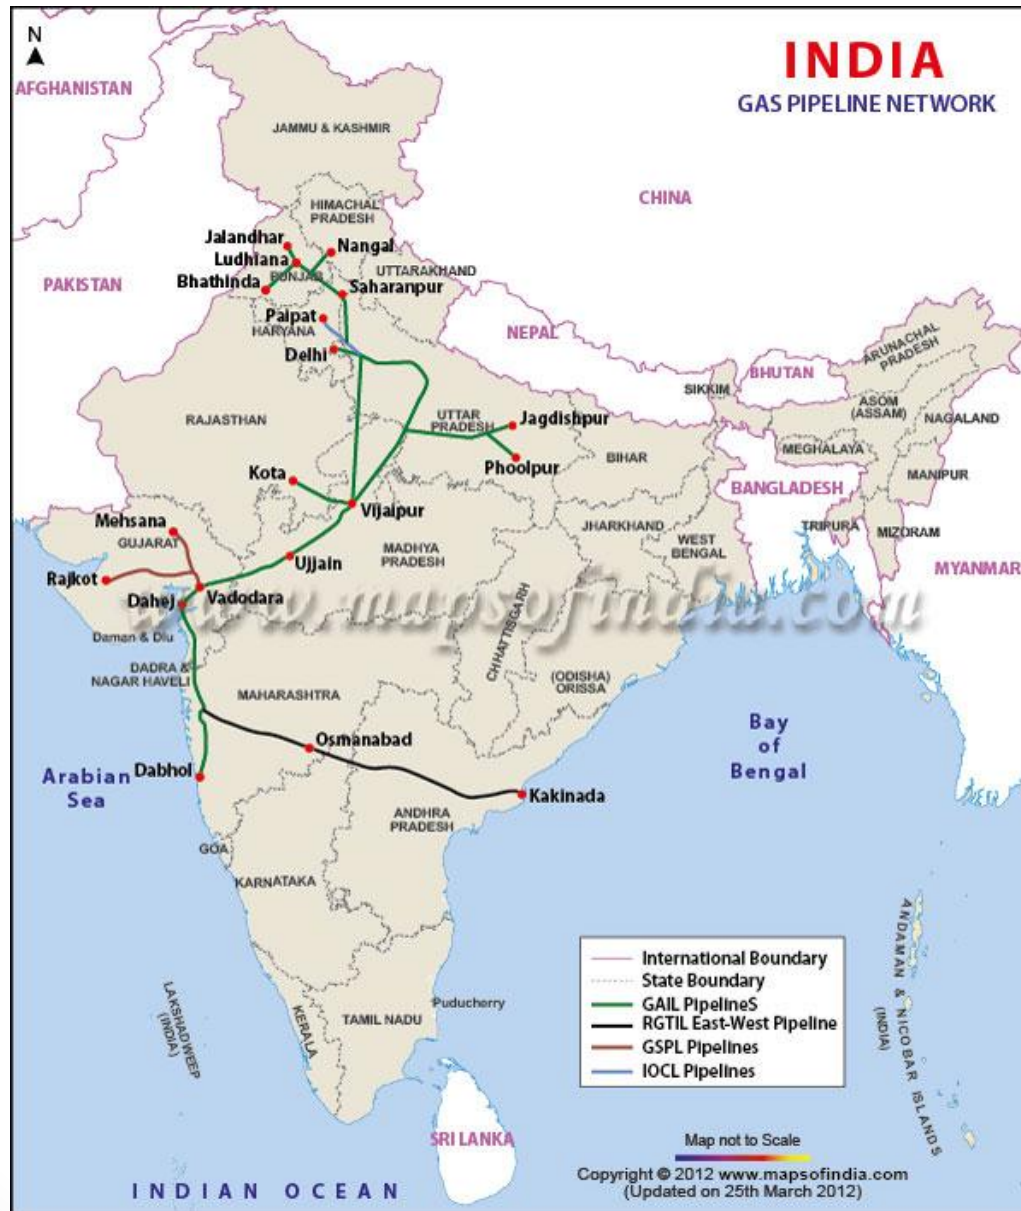 N
INDIA
GAS PIPELINE NETWORK
AFGHANISTAN
JAMMU & KASHMIR
CHINA
HIMACHAL
PRADESH
Jalandhar
Nangal
Ludhiana
UTTARAKHAND
PUNJAB
PAKISTAN
Bhathinda
Saharanpur
Paipat
HARYANA
NEPAL
Delhi
ARUNACHAL
PRADESH
BHUTAN
SIKKIM
ASOM
(ASSAM)
NAGALAND
RAJASTHAN
UTTAR
PRADESH
Jagdishpur
MEGHALAYA
BIHAR
Phoolpur
Kota
MANIPUR
BANGLADESH
Vijaipur
Mehsana
GUJARAT
JHARKHAND
TRIPURA
MIZORAM
WEST
BENGAL
MADHYA
PRADESH
Ujjain
MYANMAR
Rajkot
Dahej
Vadodara
www.mapsofindia.com
Daman & Diu
CHHATTISGARH
DADRA &
NAGAR HAVELI
(ODISHA)
ORISSA
MAHARASHTRA
Bay
of
Bengal
Osmanabad
Arabian
Sea
Dabhol
Kakinada
ANDHRA
PRADESH
GOA
KARNATAKA
ANDAMAN & NICOBAR ISLANDS
(INDIA)
International Boundary
State Boundary
GAIL PipelineS
RGTIL East-West Pipeline
GSPL Pipelines
IOCL Pipelines
LAKSHADWEEP
(INDIA)
Puducherry
KERALA
TAMIL NADU
SRI LANKA
Map not to Scale
Copyright © 2012 www.mapsofindia.com
(Updated on 25th March 2012)
INDIAN OCEAN